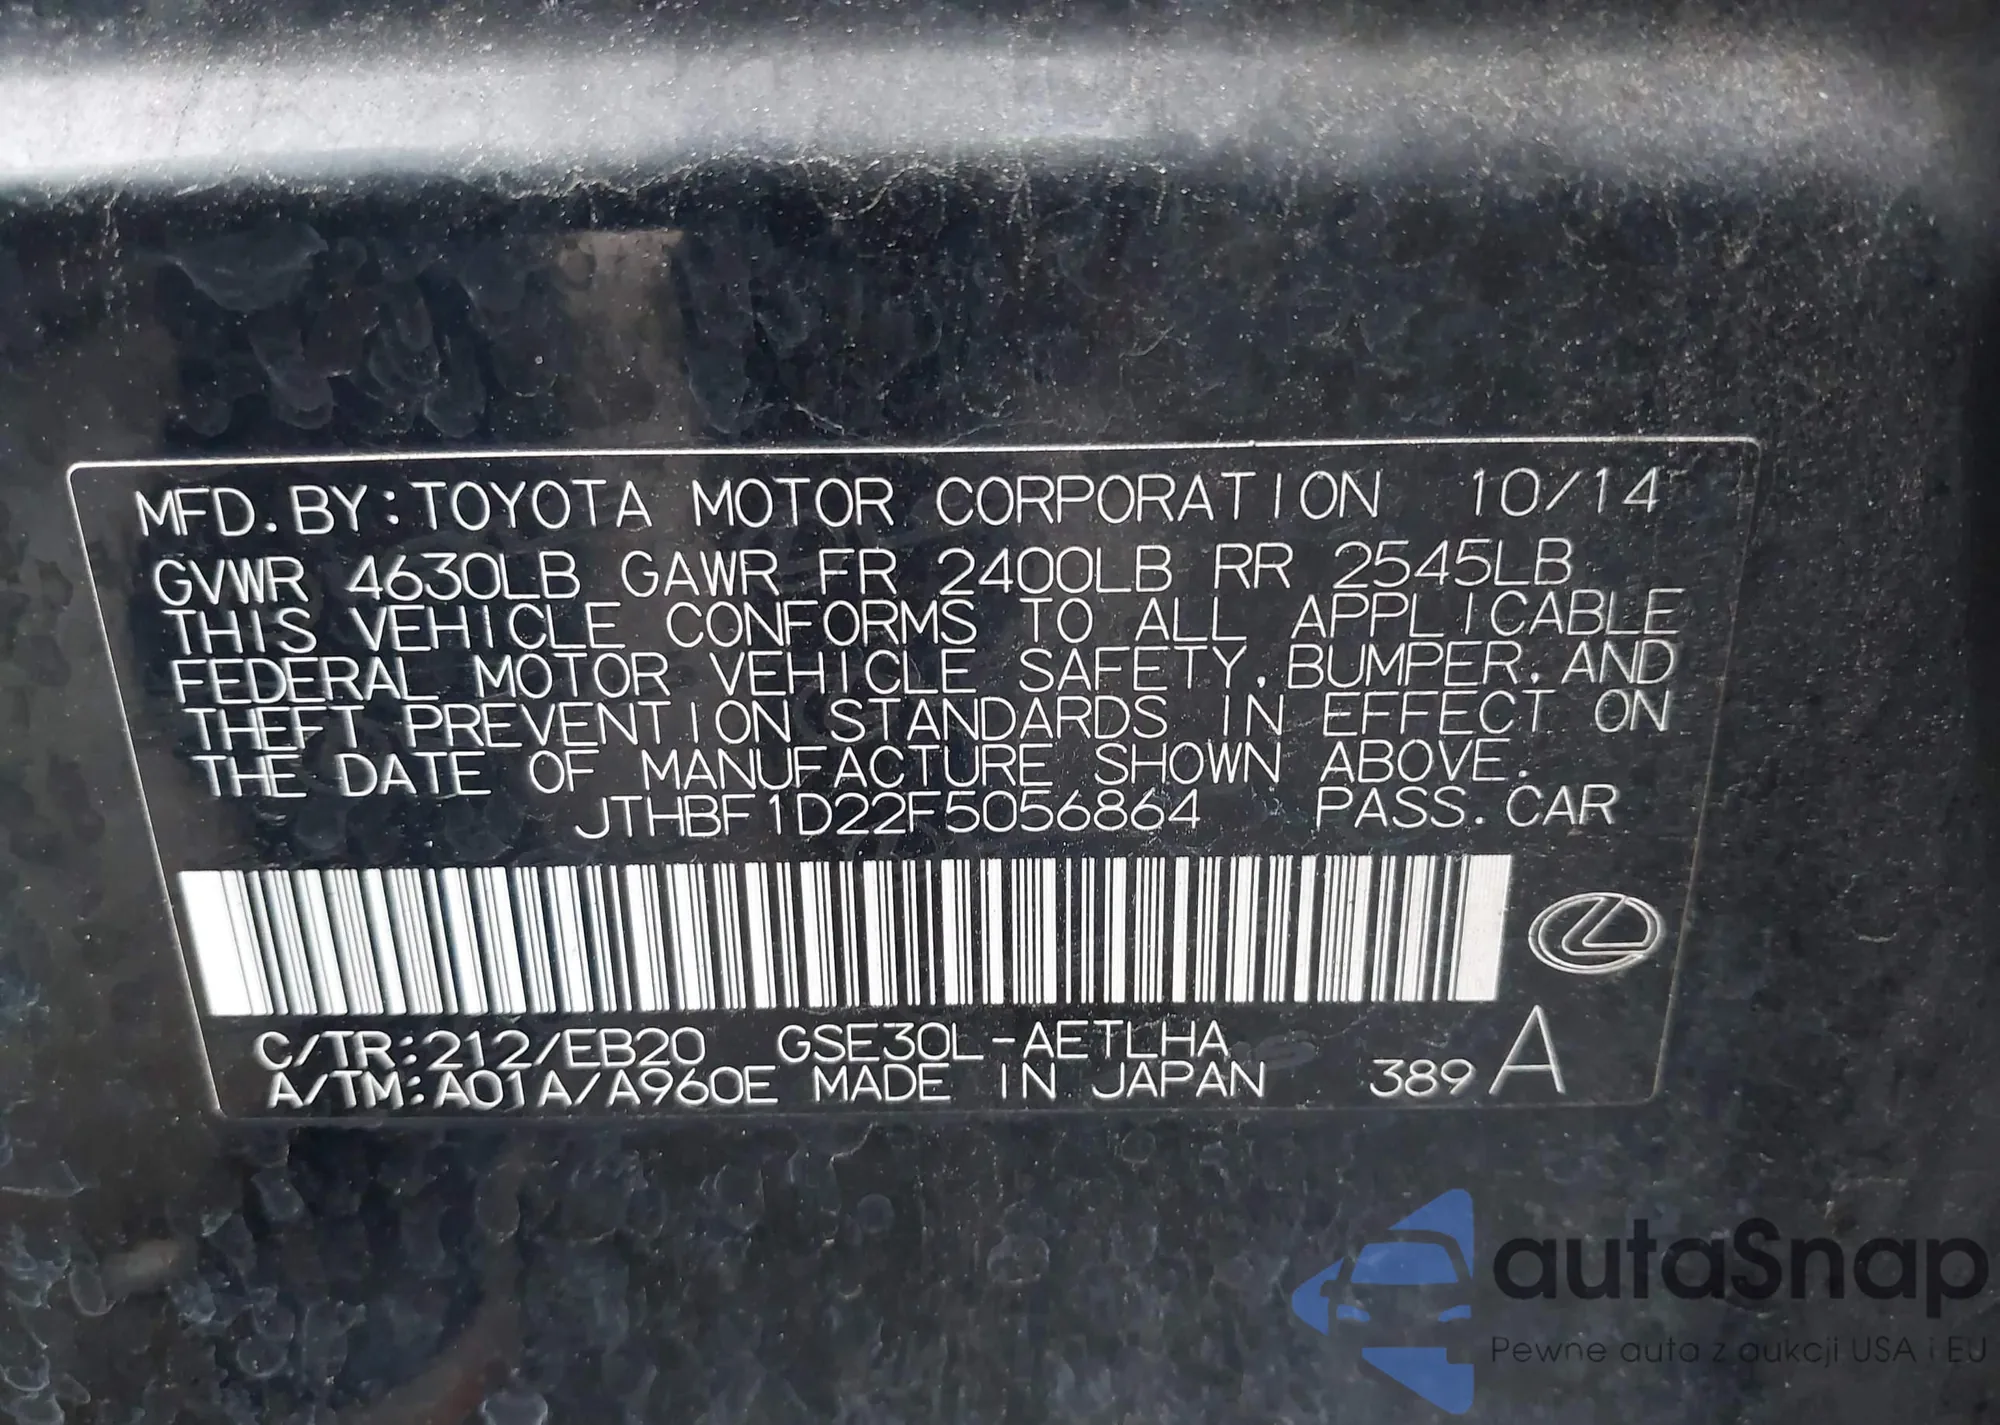 MFD. BY: TOYOTA MOTOR CORPORATION 10/14
GVWR 4630LB GAWR FR 2400LB RR 2545LB
THIS VEHICLE CONFORMS TO ALL APPLICABLE
FEDERAL MOTOR VEHICLE SAFETY, BUMPER, AND
THEFT PREVENTION STANDARDS IN EFFECT ON
THE DATE OF MANUFACTURE SHOWN ABOVE.
JTHBF1D22F5056864 PASS. CAR
C/TR: 212/EB20 GSE30L-AETLHA
A/TM: A01A/A960E MADE IN JAPAN 389 A
autaSnap
Pewne auta z aukcji USA i EU